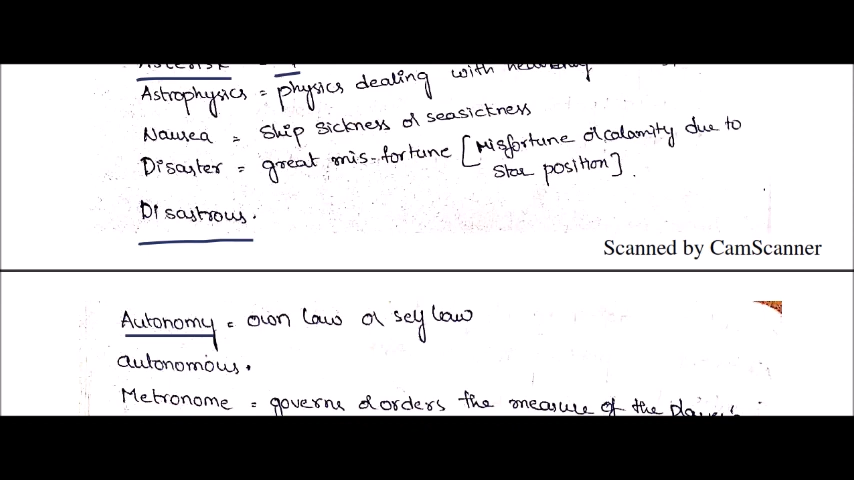 Asterisk =
Astrophysics = physics dealing with heavenly
Nausea = Ship sickness or seasickness
Disaster = great mis-fortune [Misfortune or calamity due to
Star position].
Disastrous.
Scanned by CamScanner
Autonomy = own law or self law
autonomous.
Metronome = governs or orders the measure of the